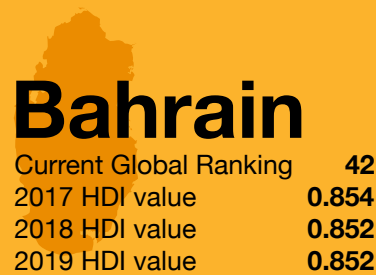 Bahrain
Current Global Ranking 42
2017 HDI value 0.854
2018 HDI value 0.852
2019 HDI value 0.852